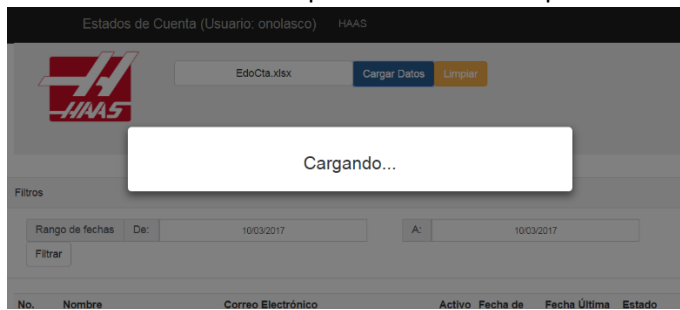 Estados de Cuenta (Usuario: onolasco) HAAS
EdoCta.xlsx Cargar Datos Limpiar
HAAS
Cargando...
Filtros
Rango de fechas De: 10/03/2017 A: 10/03/2017
Filtrar
No. Nombre Correo Electrónico Activo Fecha de Fecha Última Estado